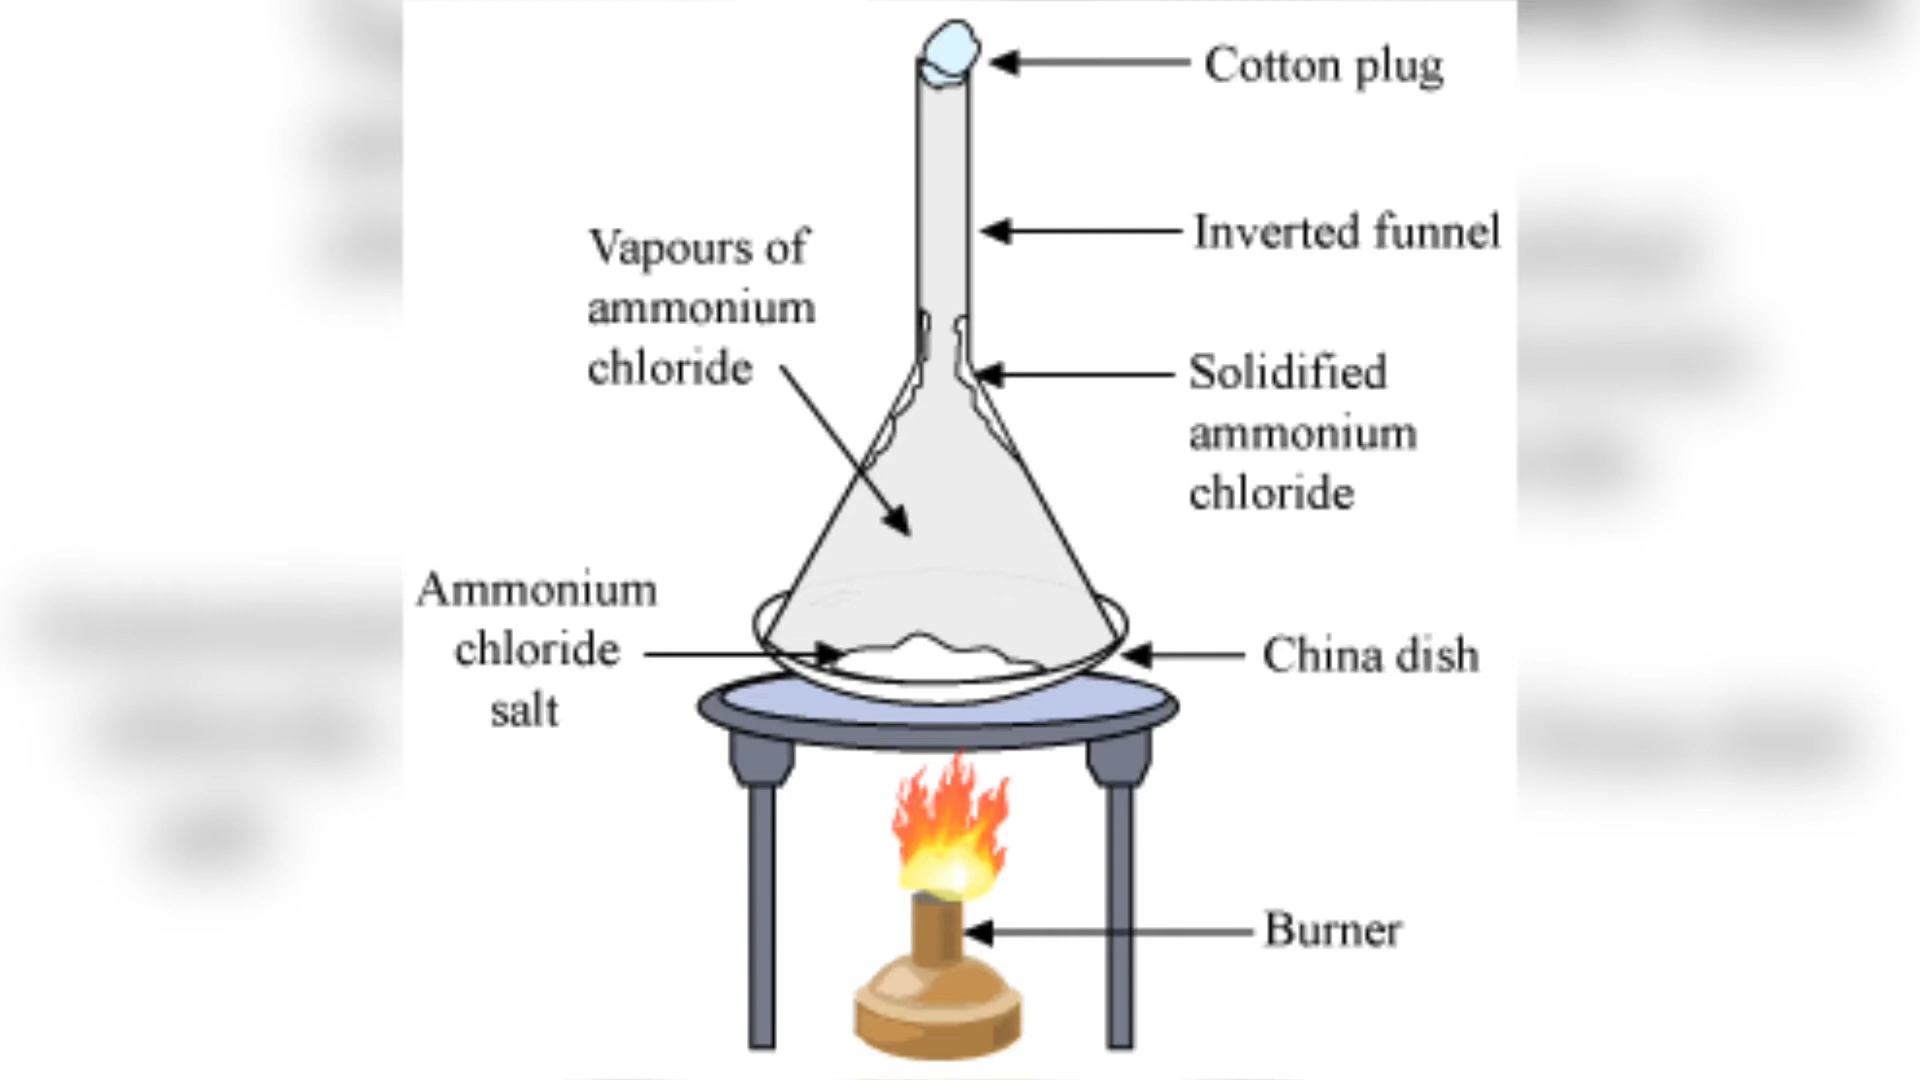 Cotton plug
Inverted funnel
Vapours of
ammonium
chloride
Solidified
ammonium
chloride
Ammonium
chloride
salt
China dish
Burner